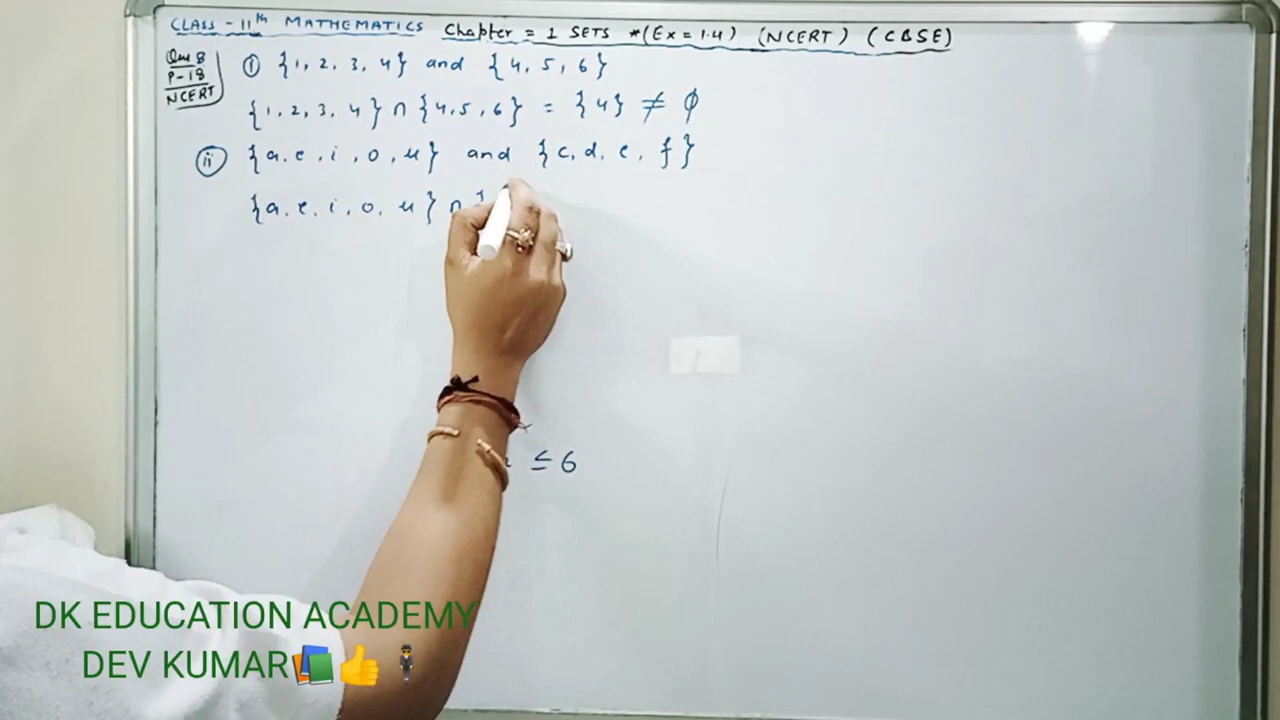 CLASS - 11th MATHEMATICS Chapter = 1 SETS *(Ex = 1.4) (NCERT) (CBSE)
Que 8
P-18
NCERT
(i) {1, 2, 3, 4} and {4, 5, 6}
{1, 2, 3, 4} ∩ {4, 5, 6} = {4} ≠ ϕ
(ii) {a, e, i, o, u} and {c, d, e, f}
{a, e, i, o, u} ∩ {
≤ 6
DK EDUCATION ACADEMY
DEV KUMAR📚👍🕴